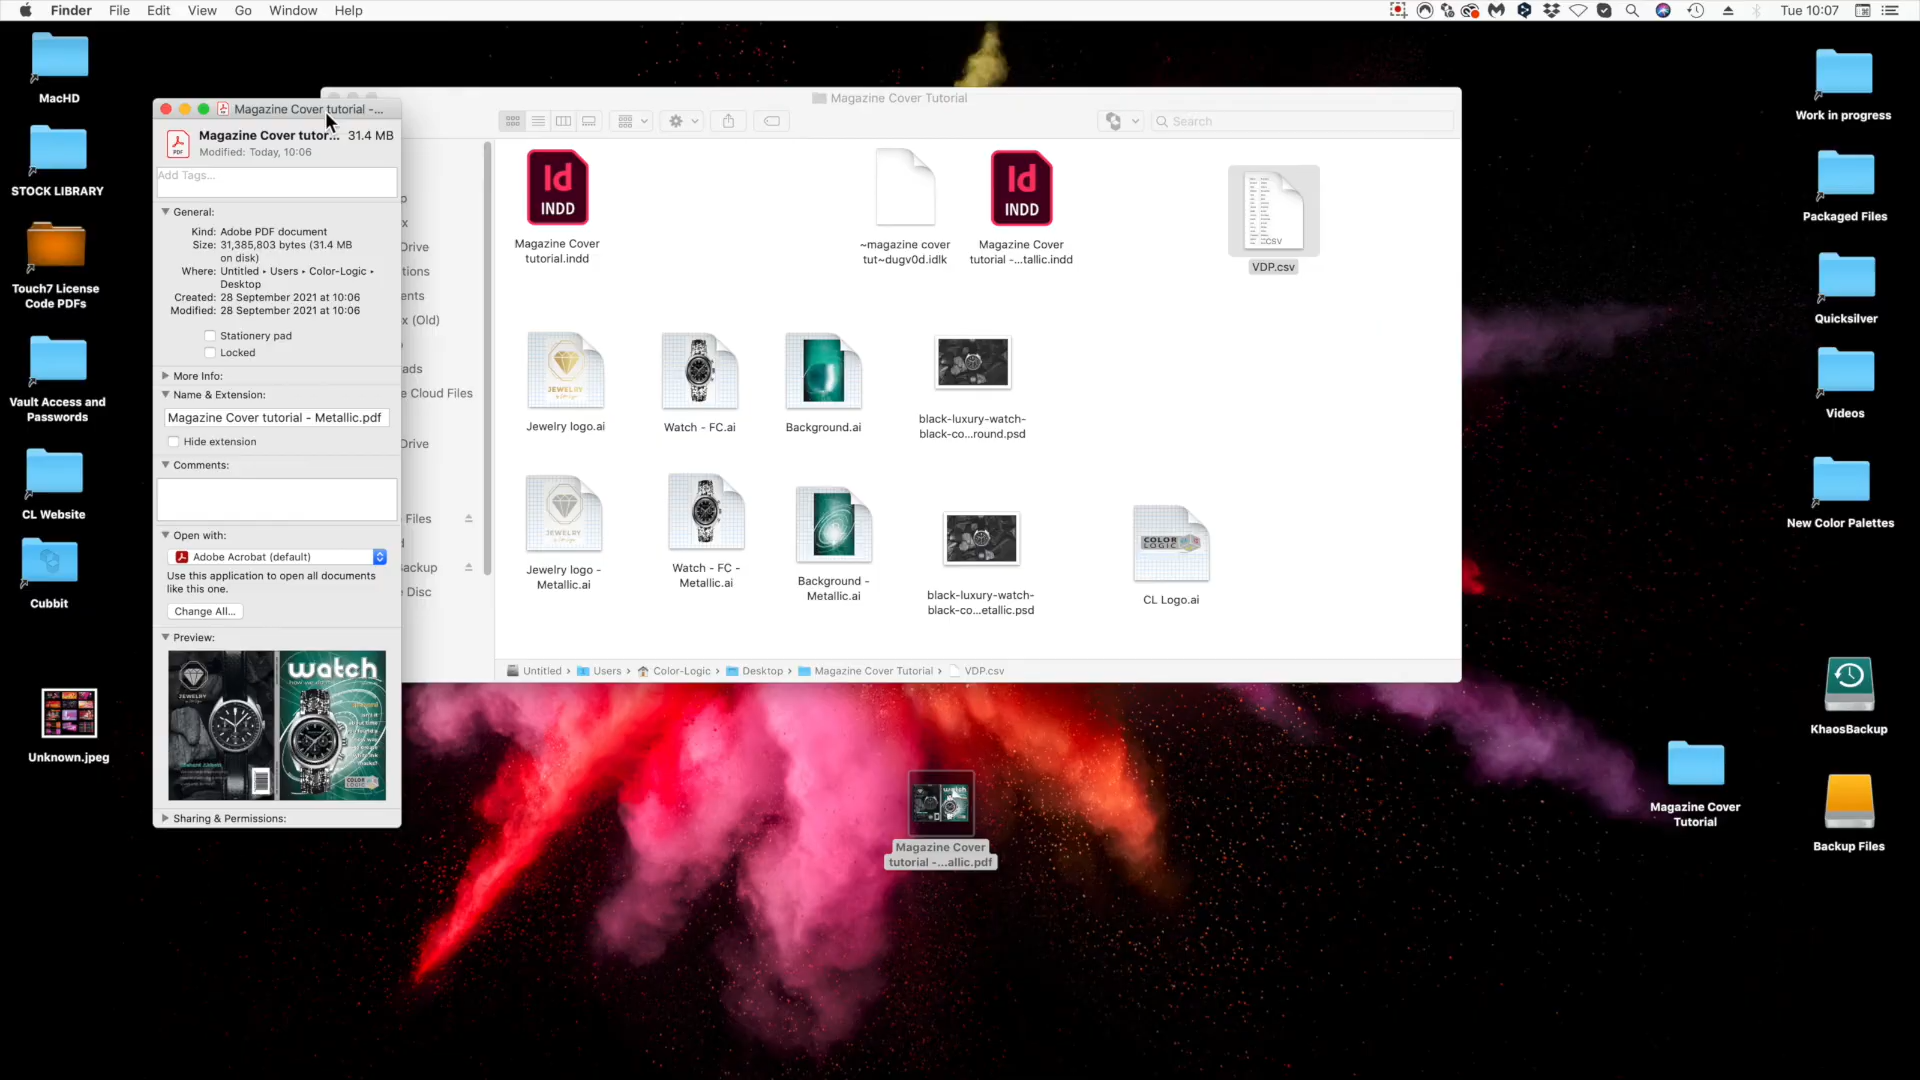 Finder File Edit View Go Window Help
Tue 10:07
MacHD
STOCK LIBRARY
Touch7 License
Code PDFs
Vault Access and
Passwords
CL Website
Cubbit
Unknown.jpeg
Magazine Cover tutorial -...
Magazine Cover tutor... 31.4 MB
Modified: Today, 10:06
Add Tags...
General:
Kind: Adobe PDF document
Size: 31,385,803 bytes (31.4 MB
on disk)
Where: Untitled ▸ Users ▸ Color-Logic ▸
Desktop
Created: 28 September 2021 at 10:06
Modified: 28 September 2021 at 10:06
Stationery pad
Locked
More Info:
Name & Extension:
Magazine Cover tutorial - Metallic.pdf
Hide extension
Comments:
Open with:
Adobe Acrobat (default)
Use this application to open all documents
like this one.
Change All...
Preview:
JEWELRY
watch
COLOR
LOGIC
Sharing & Permissions:
Magazine Cover Tutorial
Search
Drive
tions
ents
x (Old)
ads
e Cloud Files
Drive
Files
ackup
e Disc
Id
INDD
Magazine Cover
tutorial.indd
~magazine cover
tut~dugv0d.idlk
Id
INDD
Magazine Cover
tutorial -...tallic.indd
CSV
VDP.csv
JEWELRY
Jewelry logo.ai
Watch - FC.ai
Background.ai
black-luxury-watch-
black-co...round.psd
Jewelry logo -
Metallic.ai
Watch - FC -
Metallic.ai
Background -
Metallic.ai
black-luxury-watch-
black-co...etallic.psd
COLOR
LOGIC
CL Logo.ai
Untitled › Users › Color-Logic › Desktop › Magazine Cover Tutorial › VDP.csv
watch
Magazine Cover
tutorial -...allic.pdf
Work in progress
Packaged Files
Quicksilver
Videos
New Color Palettes
KhaosBackup
Magazine Cover
Tutorial
Backup Files